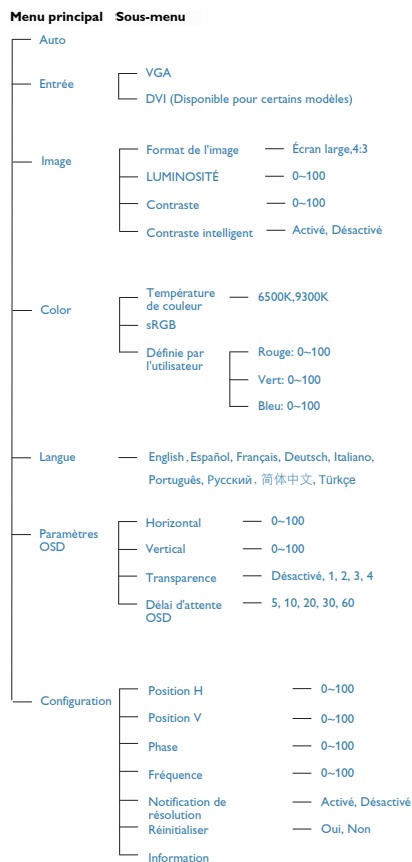 Menu principal Sous-menu
Auto
Entrée
VGA
DVI (Disponible pour certains modèles)
Image
Format de l'image Écran large,4:3
LUMINOSITÉ 0~100
Contraste 0~100
Contraste intelligent Activé, Désactivé
Color
Température
de couleur 6500K,9300K
sRGB
Définie par
l'utilisateur
Rouge: 0~100
Vert: 0~100
Bleu: 0~100
Langue
English , Español, Français, Deutsch, Italiano,
Português, Русский , 简体中文, Türkçe
Paramètres
OSD
Horizontal 0~100
Vertical 0~100
Transparence Désactivé, 1, 2, 3, 4
Délai d'attente
OSD 5, 10, 20, 30, 60
Configuration
Position H 0~100
Position V 0~100
Phase 0~100
Fréquence 0~100
Notification de
résolution Activé, Désactivé
Réinitialiser Oui, Non
Information